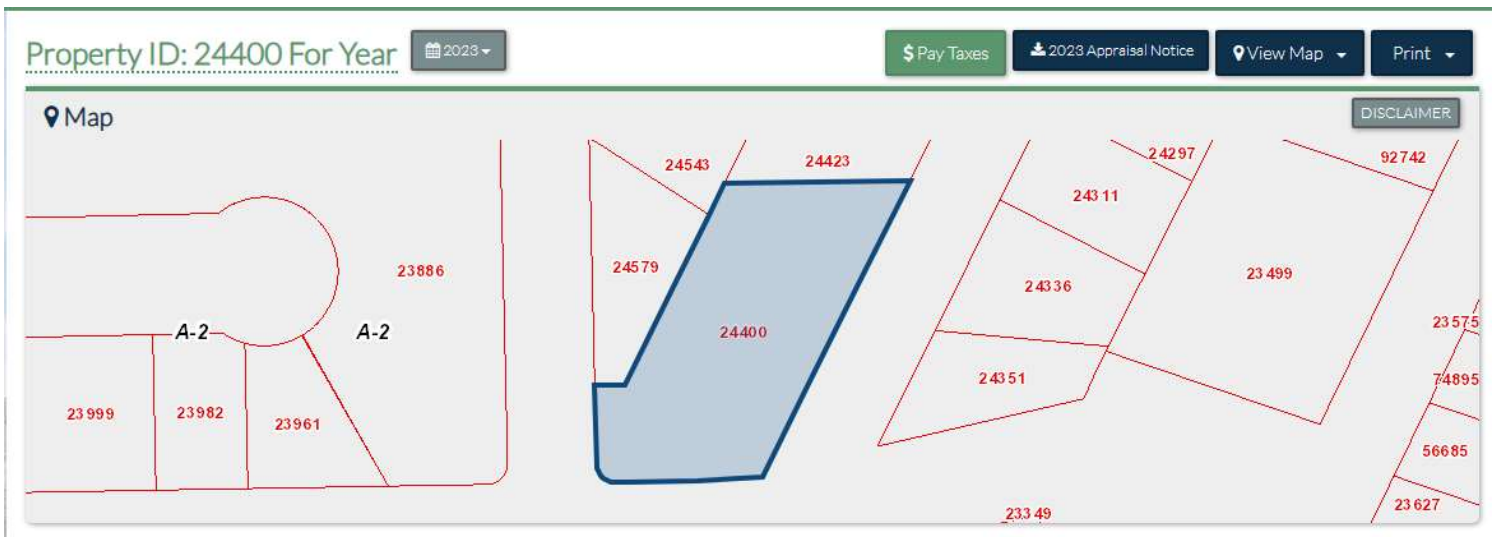 Property ID: 24400 For Year 2023
$ Pay Taxes
2023 Appraisal Notice
View Map
Print
Map
DISCLAIMER
24543
24423
24297
92742
24311
23886
24579
24336
23499
A-2
A-2
24400
23575
24351
74895
23999
23982
23961
56685
23349
23627